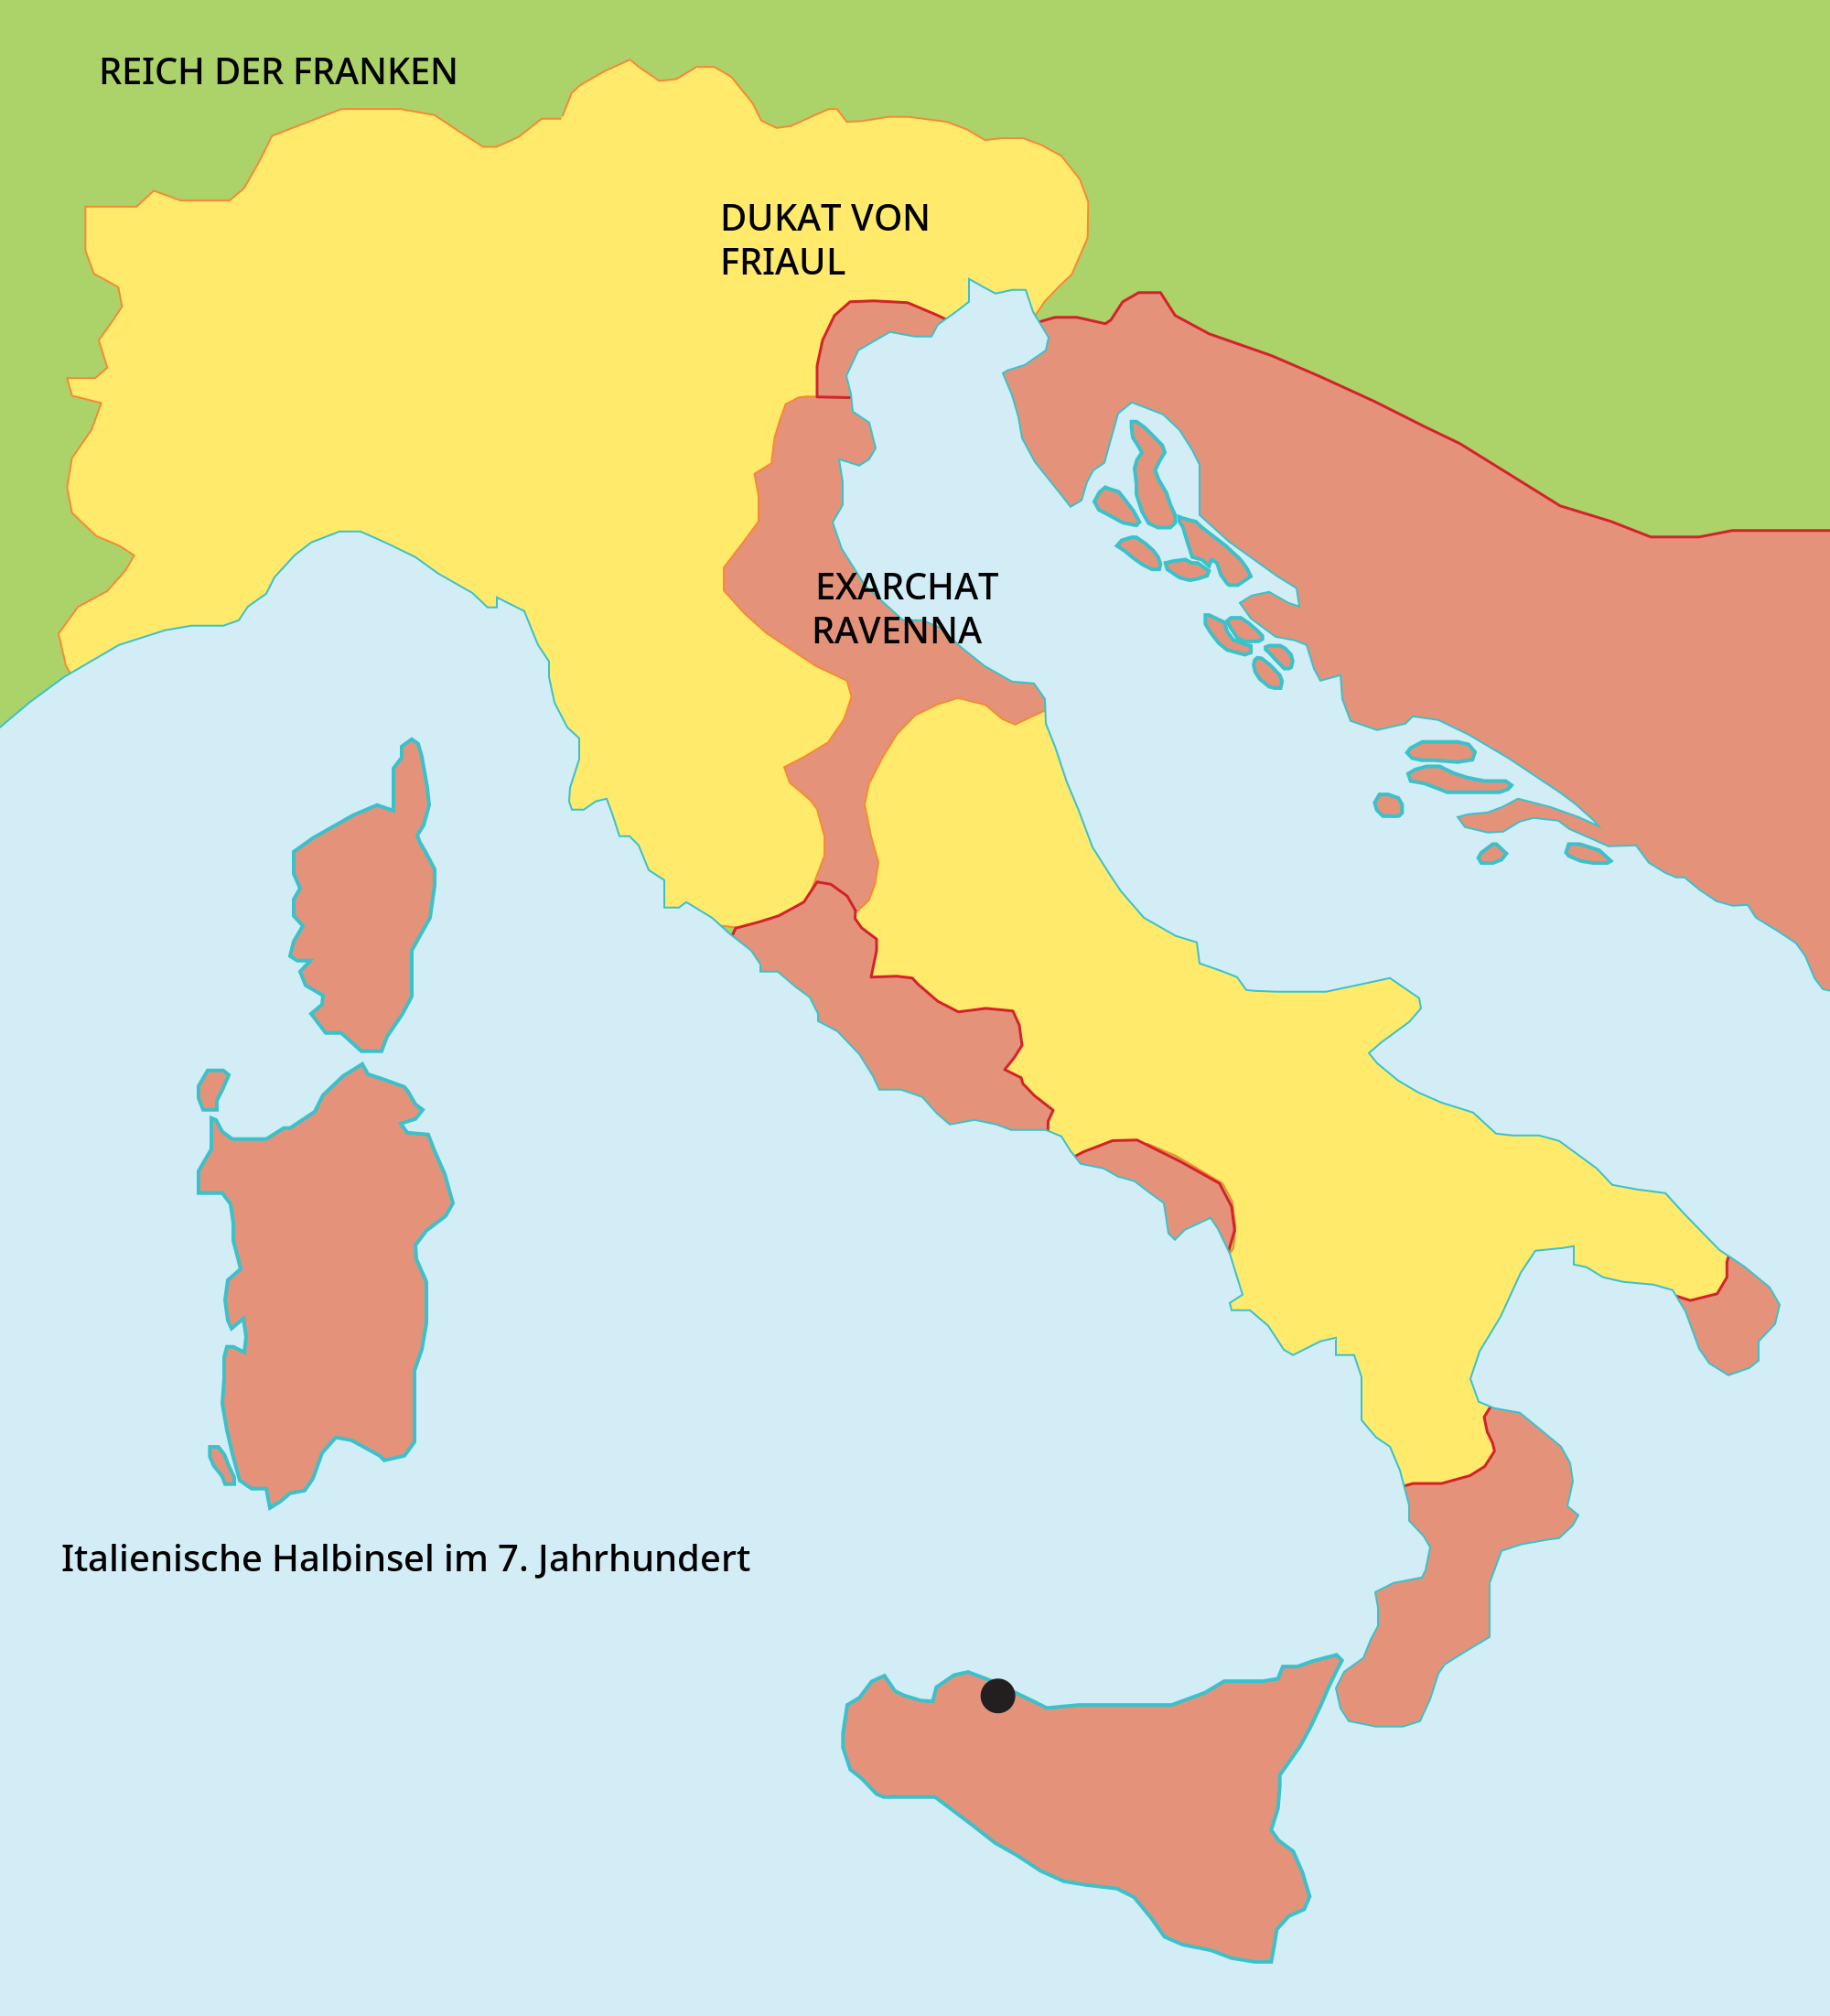 REICH DER FRANKEN
DUKAT VON
FRIAUL
EXARCHAT
RAVENNA
Italienische Halbinsel im 7. Jahrhundert